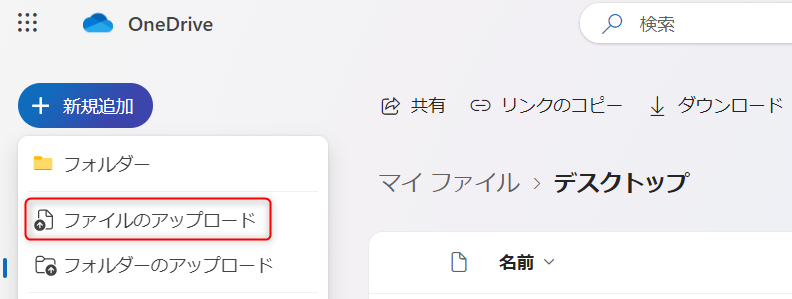 OneDrive
検索
新規追加
共有
リンクのコピー
ダウンロード
フォルダー
マイ ファイル > デスクトップ
ファイルのアップロード
フォルダーのアップロード
名前